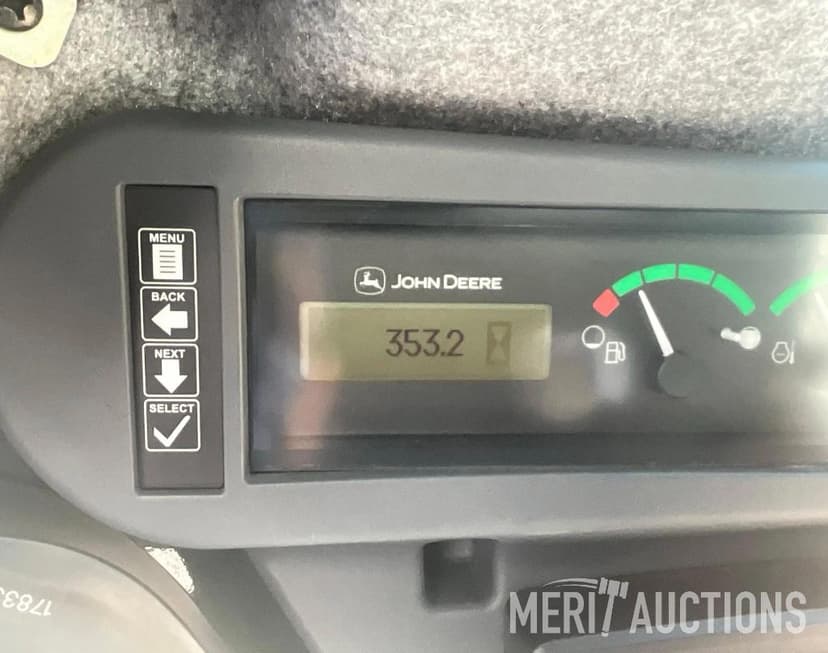 MENU
BACK
NEXT
SELECT
JOHN DEERE
353.2
MERIT AUCTIONS